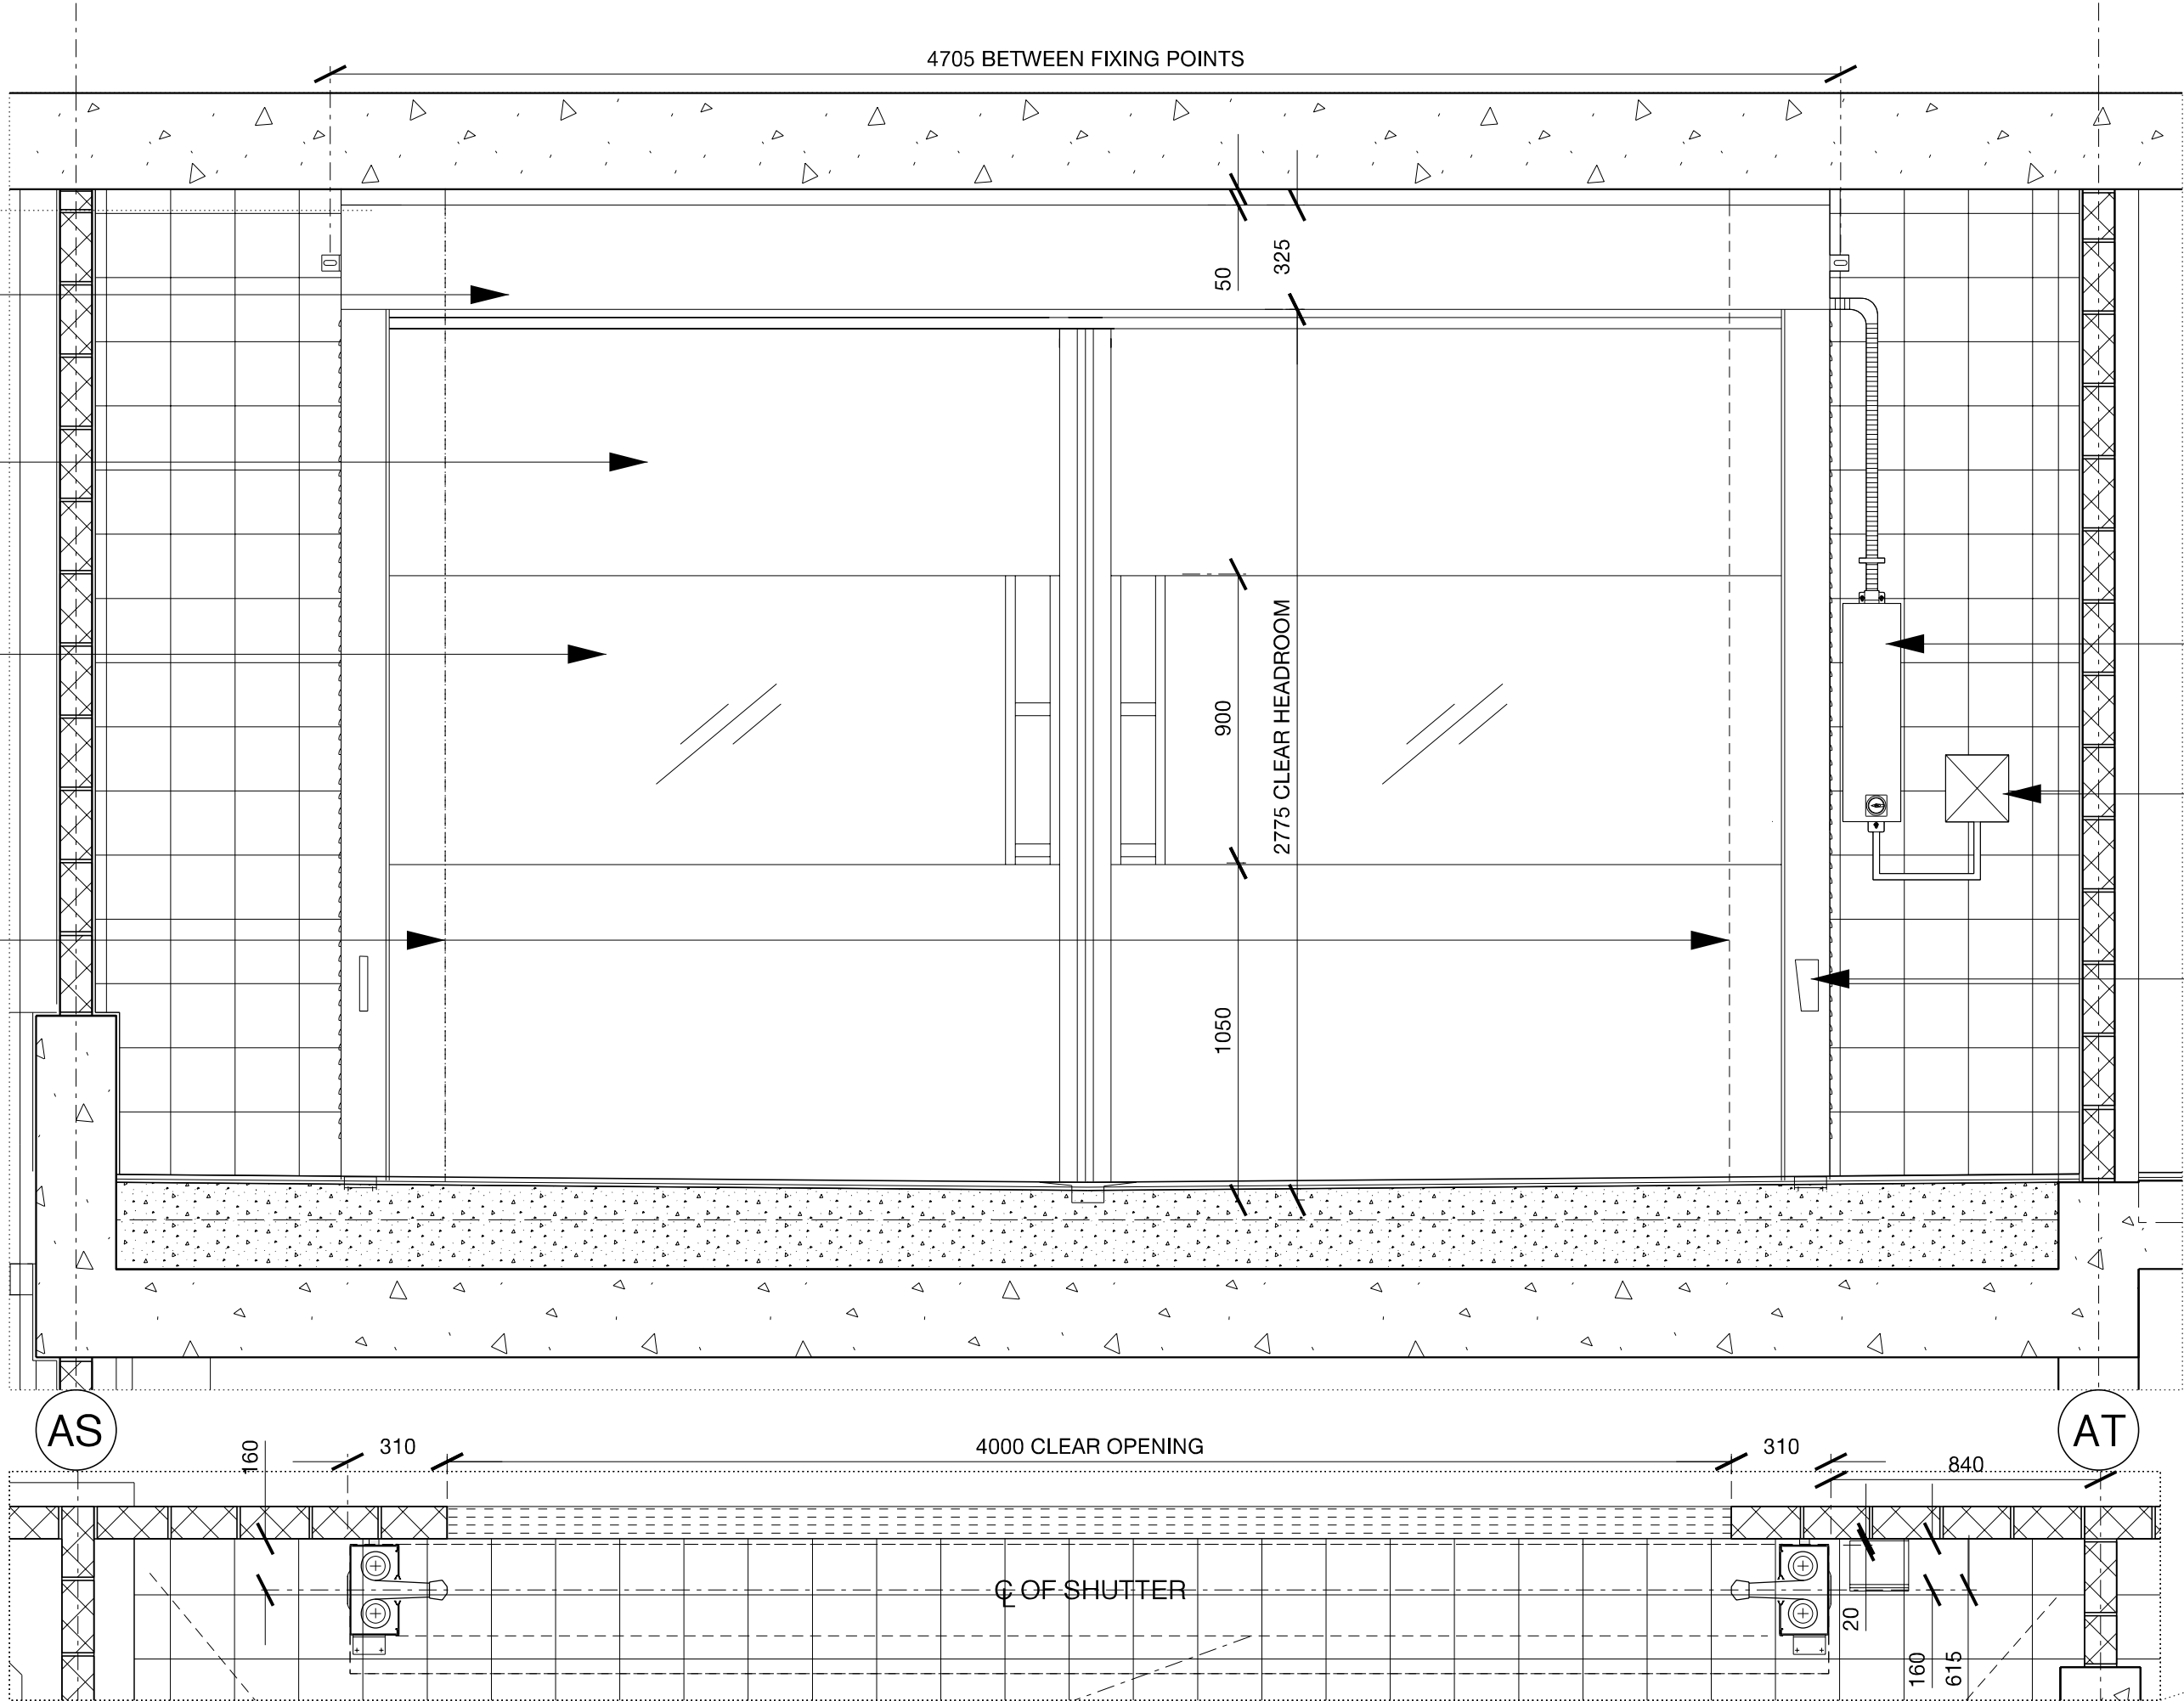 4705 BETWEEN FIXING POINTS
50
325
900
2775 CLEAR HEADROOM
1050
AS
AT
160
310
4000 CLEAR OPENING
310
840
℄ OF SHUTTER
20
160
615